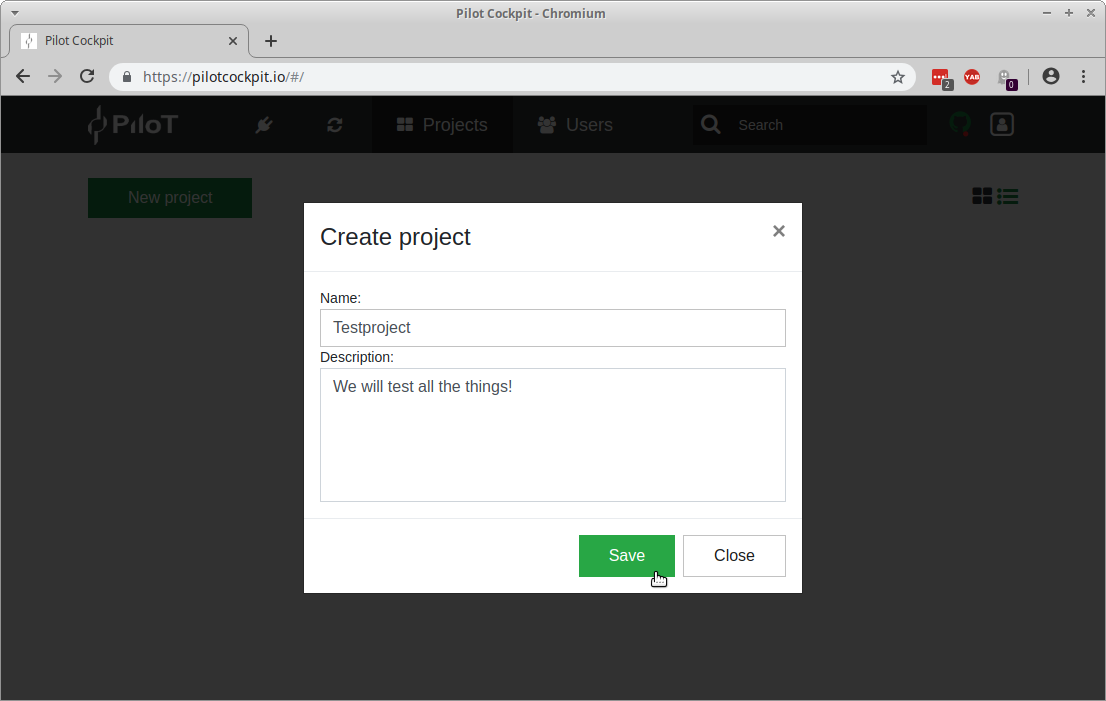 Pilot Cockpit - Chromium
Pilot Cockpit
https://pilotcockpit.io/#/
2
YAB
0
PiloT
Projects
Users
Search
New project
Create project
Name:
Testproject
Description:
We will test all the things!
Save
Close